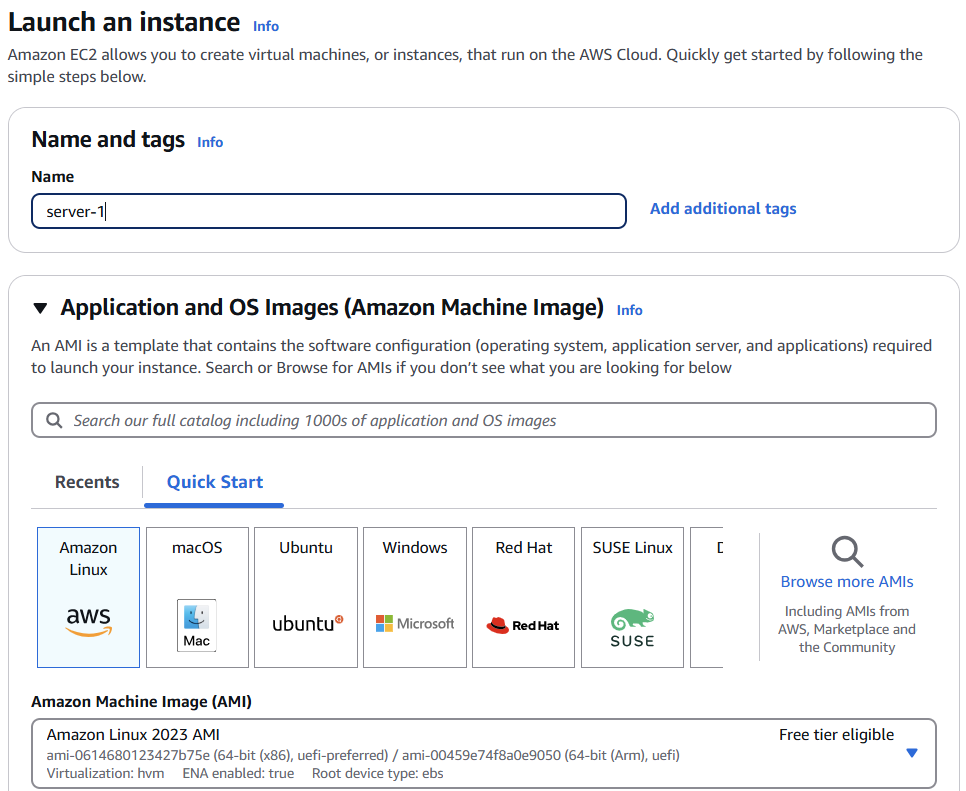 Launch an instance Info
Amazon EC2 allows you to create virtual machines, or instances, that run on the AWS Cloud. Quickly get started by following the
simple steps below.
Name and tags Info
Name
server-1
Add additional tags
Application and OS Images (Amazon Machine Image) Info
An AMI is a template that contains the software configuration (operating system, application server, and applications) required
to launch your instance. Search or Browse for AMIs if you don’t see what you are looking for below
Search our full catalog including 1000s of application and OS images
Recents
Quick Start
Amazon
Linux
aws
macOS
Mac
Ubuntu
ubuntu
Windows
Microsoft
Red Hat
Red Hat
SUSE Linux
SUSE
Browse more AMIs
Including AMIs from
AWS, Marketplace and
the Community
Amazon Machine Image (AMI)
Amazon Linux 2023 AMI
Free tier eligible
ami-0614680123427b75e (64-bit (x86), uefi-preferred) / ami-00459e74f8a0e9050 (64-bit (Arm), uefi)
Virtualization: hvm ENA enabled: true Root device type: ebs